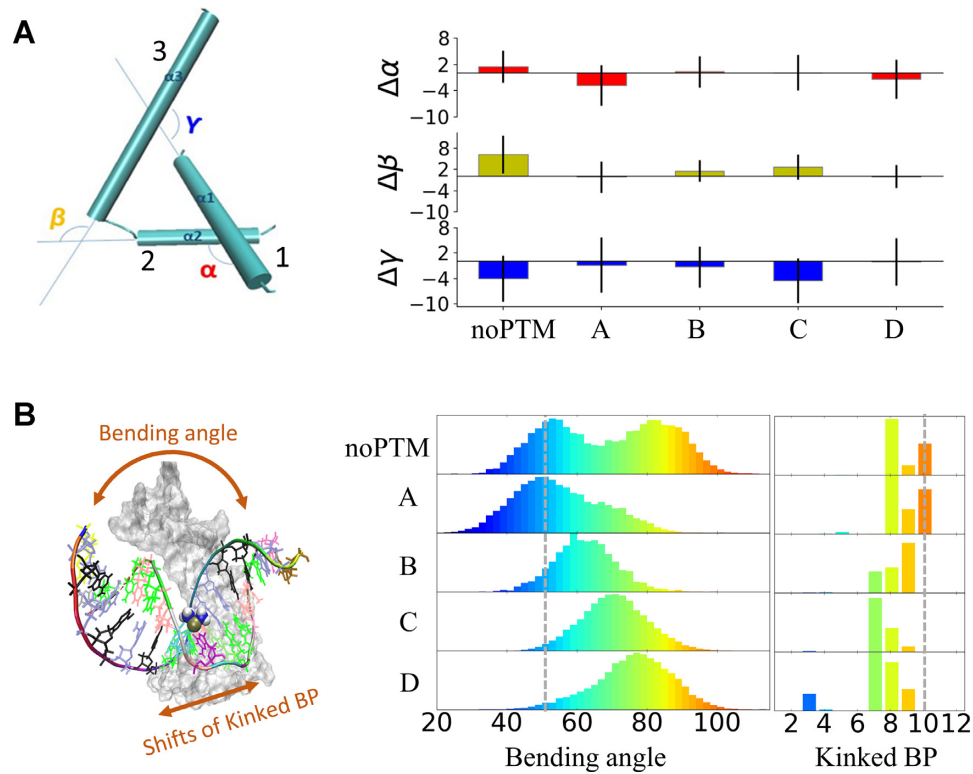 A
3
α3
γ
α1
β
α2
2
1
α
8
2
−4
−10
Δα
8
2
−4
−10
Δβ
8
2
−4
−10
Δγ
noPTM A B C D
B
Bending angle
Shifts of Kinked BP
noPTM
A
B
C
D
20 40 60 80 100
Bending angle
2 4 6 8 10 12
Kinked BP